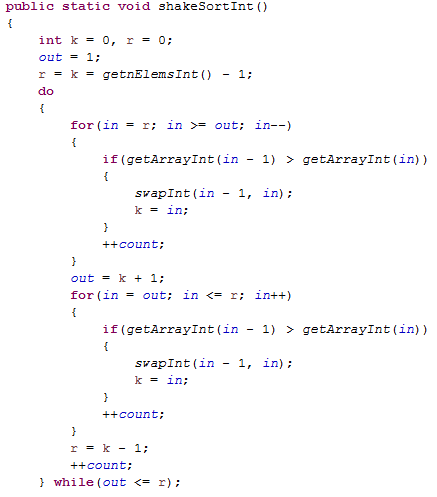 public static void shakeSortInt()
{
    int k = 0, r = 0;
    out = 1;
    r = k = getnElemsInt() - 1;
    do
    {
        for(in = r; in >= out; in--)
        {
            if(getArrayInt(in - 1) > getArrayInt(in))
            {
                swapInt(in - 1, in);
                k = in;
            }
            ++count;
        }
        out = k + 1;
        for(in = out; in <= r; in++)
        {
            if(getArrayInt(in - 1) > getArrayInt(in))
            {
                swapInt(in - 1, in);
                k = in;
            }
            ++count;
        }
        r = k - 1;
        ++count;
    } while(out <= r);